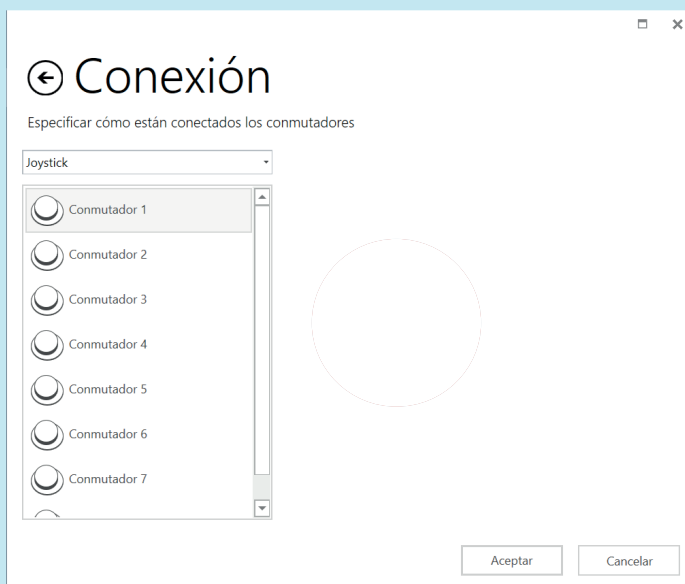 Conexión
Especificar cómo están conectados los conmutadores
Joystick
Conmutador 1
Conmutador 2
Conmutador 3
Conmutador 4
Conmutador 5
Conmutador 6
Conmutador 7
Aceptar
Cancelar